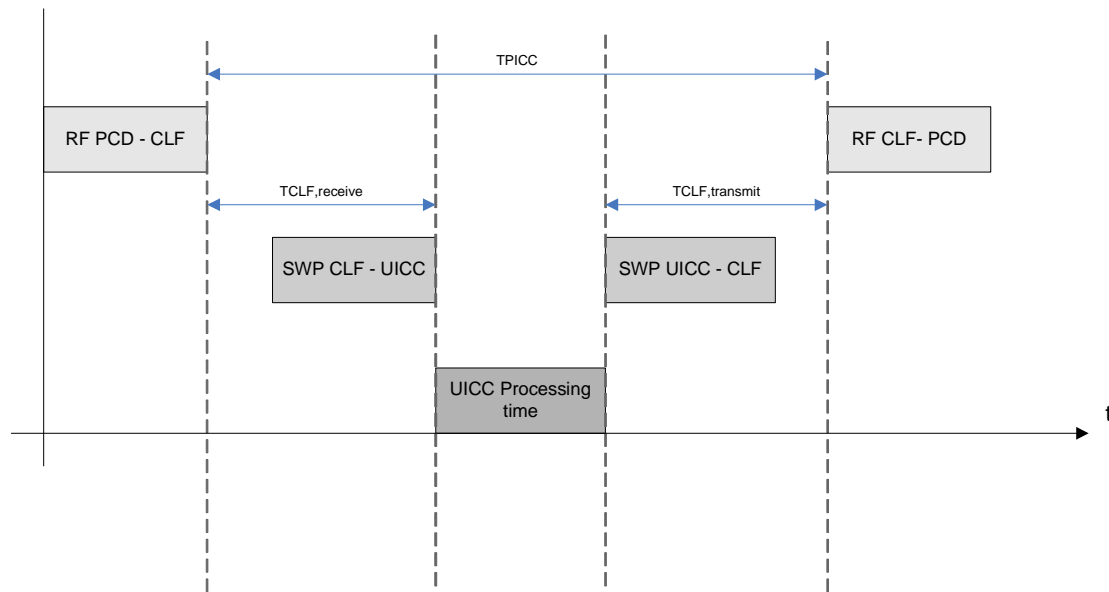 TPICC
RF PCD - CLF
RF CLF- PCD
TCLF,receive
TCLF,transmit
SWP CLF - UICC
SWP UICC - CLF
UICC Processing
time
t